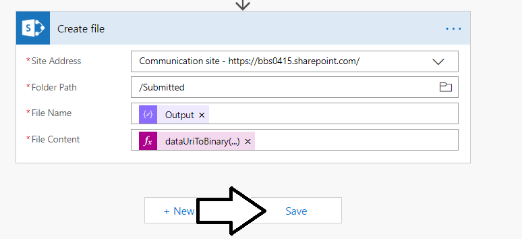 Create file
* Site Address
Communication site - https://bbs0415.sharepoint.com/
* Folder Path
/Submitted
* File Name
Output ×
* File Content
fx dataUriToBinary(...) ×
+ New
Save